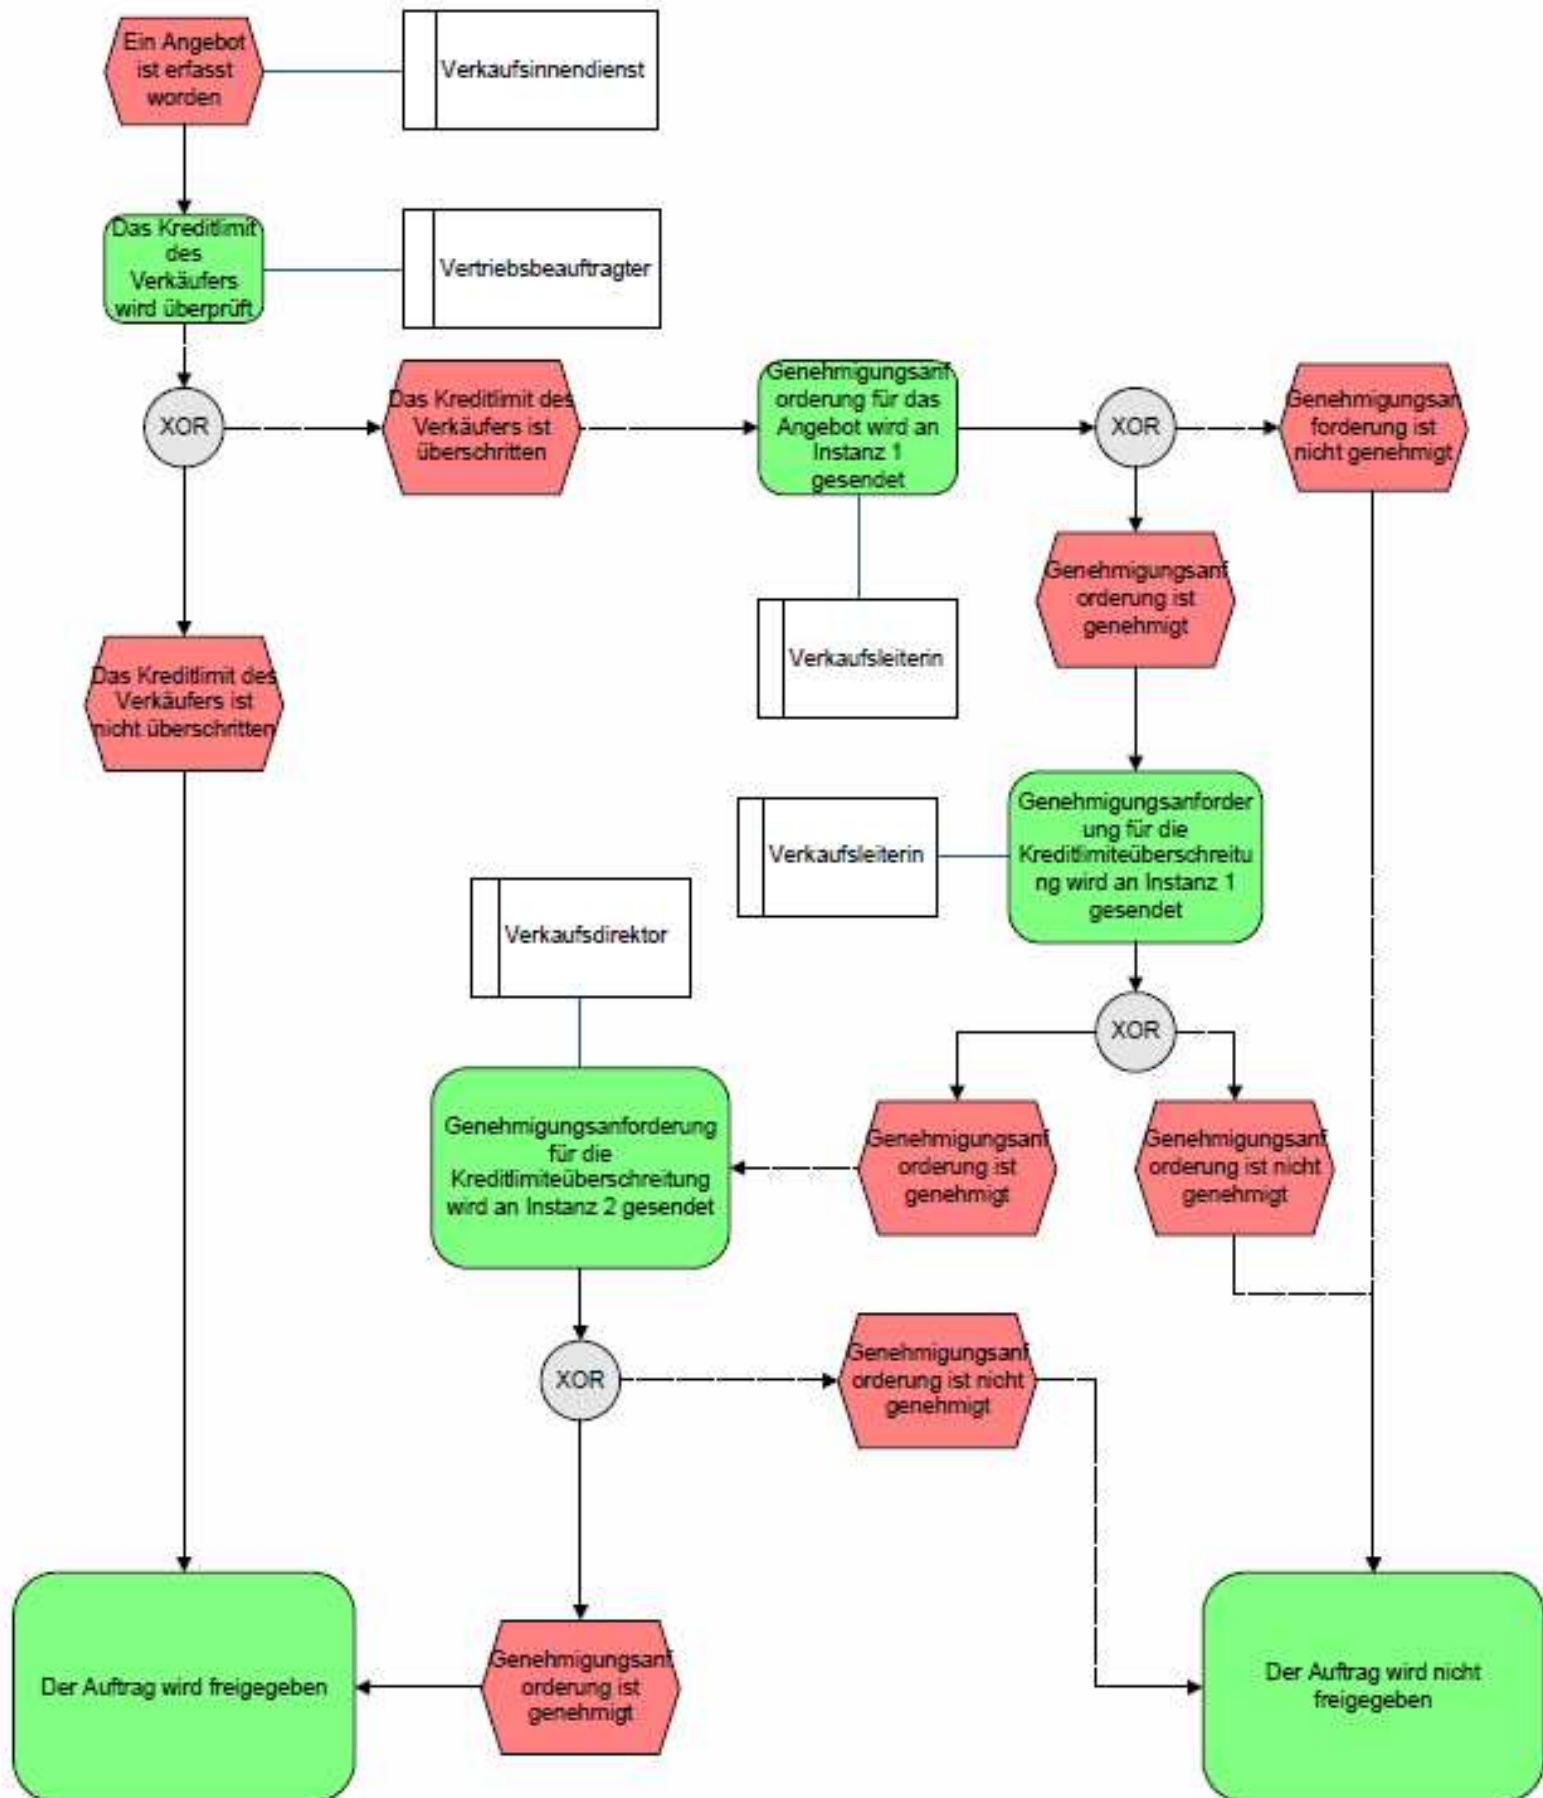 Ein Angebot
ist erfasst
worden
Verkaufsinnendienst
Das Kreditlimit
des
Verkäufers
wird überprüft
Vertriebsbeauftragter
XOR
Das Kreditlimit des
Verkäufers ist
überschritten
Genehmigungsanf
orderung für das
Angebot wird an
Instanz 1
gesendet
XOR
Genehmigungsan
forderung ist
nicht genehmigt
Genehmigungsanf
orderung ist
genehmigt
Verkaufsleiterin
Das Kreditlimit des
Verkäufers ist
nicht überschritten
Genehmigungsanforder
ung für die
Kreditlimiteüberschreitu
ng wird an Instanz 1
gesendet
Verkaufsleiterin
Verkaufsdirektor
XOR
Genehmigungsanforderung
für die
Kreditlimiteüberschreitung
wird an Instanz 2 gesendet
Genehmigungsanf
orderung ist
genehmigt
Genehmigungsanf
orderung ist nicht
genehmigt
XOR
Genehmigungsanf
orderung ist nicht
genehmigt
Der Auftrag wird freigegeben
Genehmigungsanf
orderung ist
genehmigt
Der Auftrag wird nicht
freigegeben